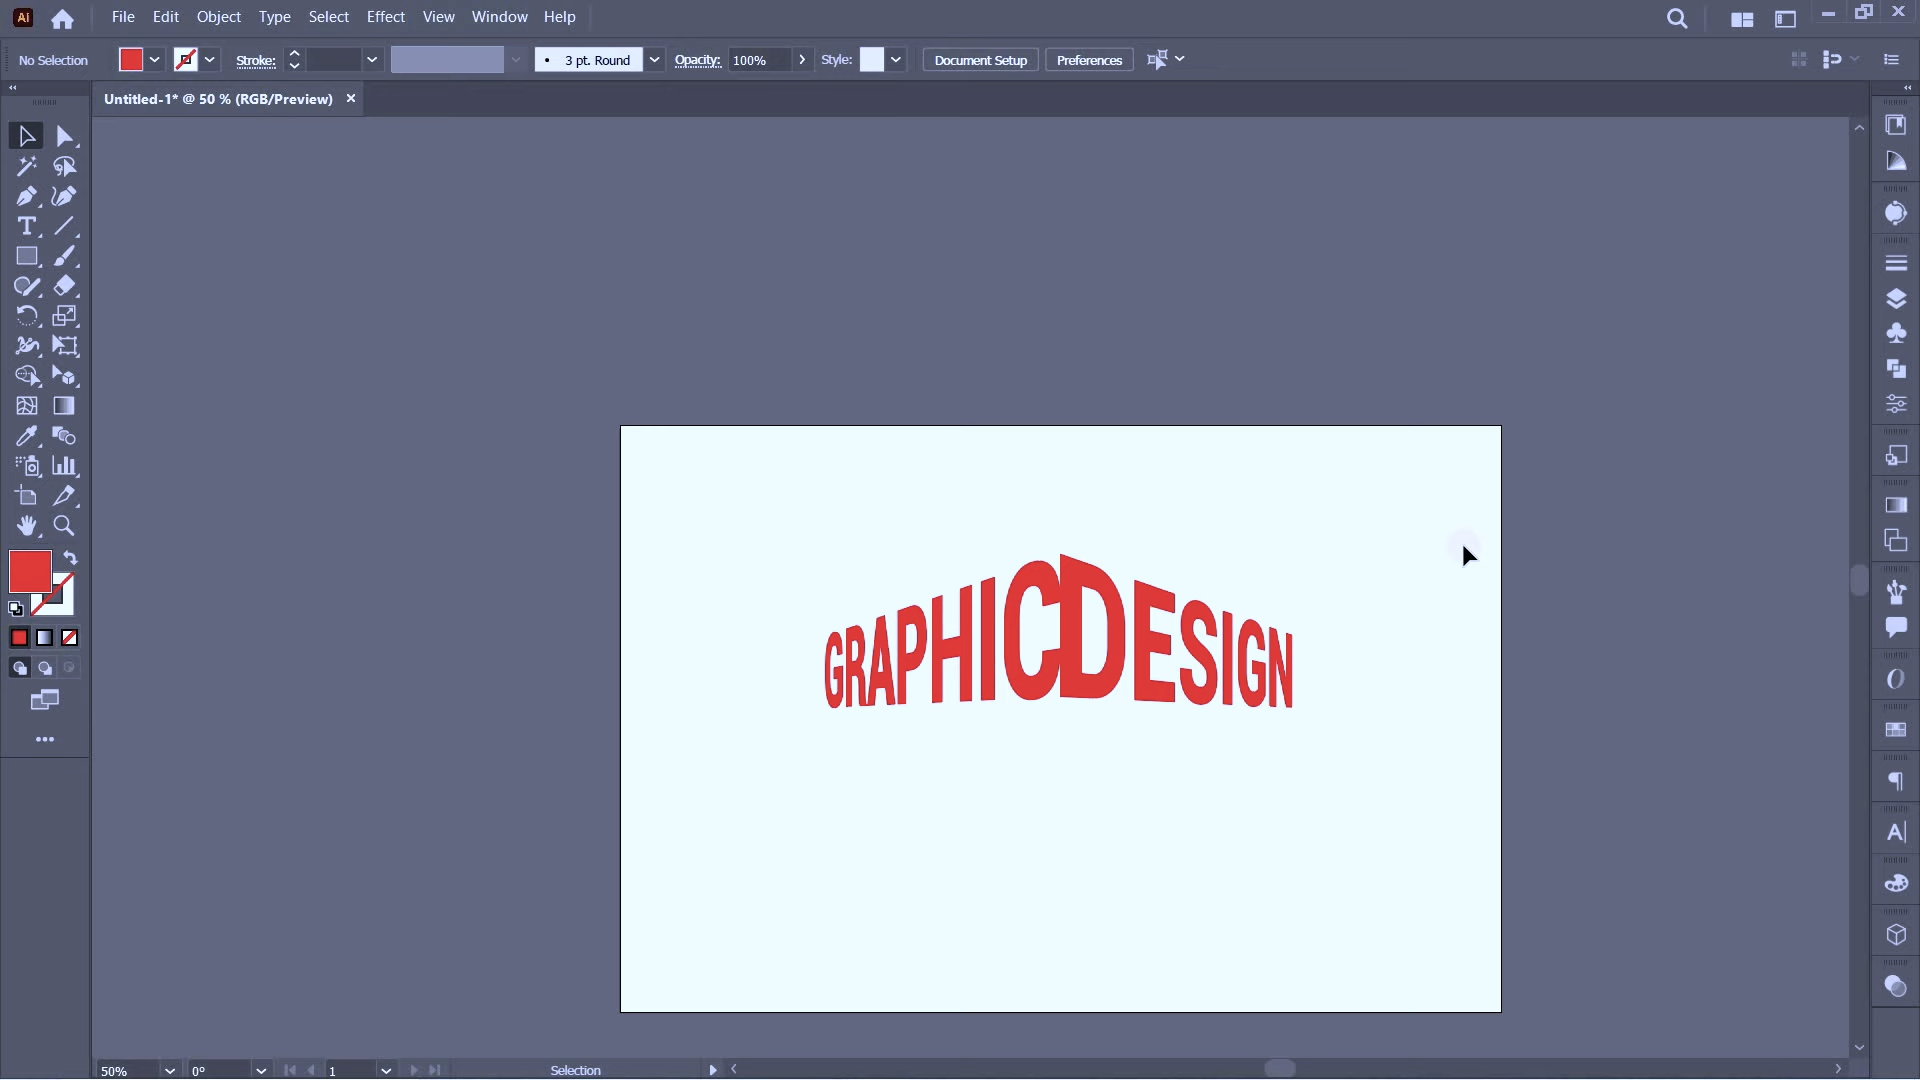 Ai File Edit Object Type Select Effect View Window Help
No Selection Stroke: 3 pt. Round Opacity: 100% Style: Document Setup Preferences
Untitled-1* @ 50 % (RGB/Preview)
GRAPHICDESIGN
50% 0° 1 Selection